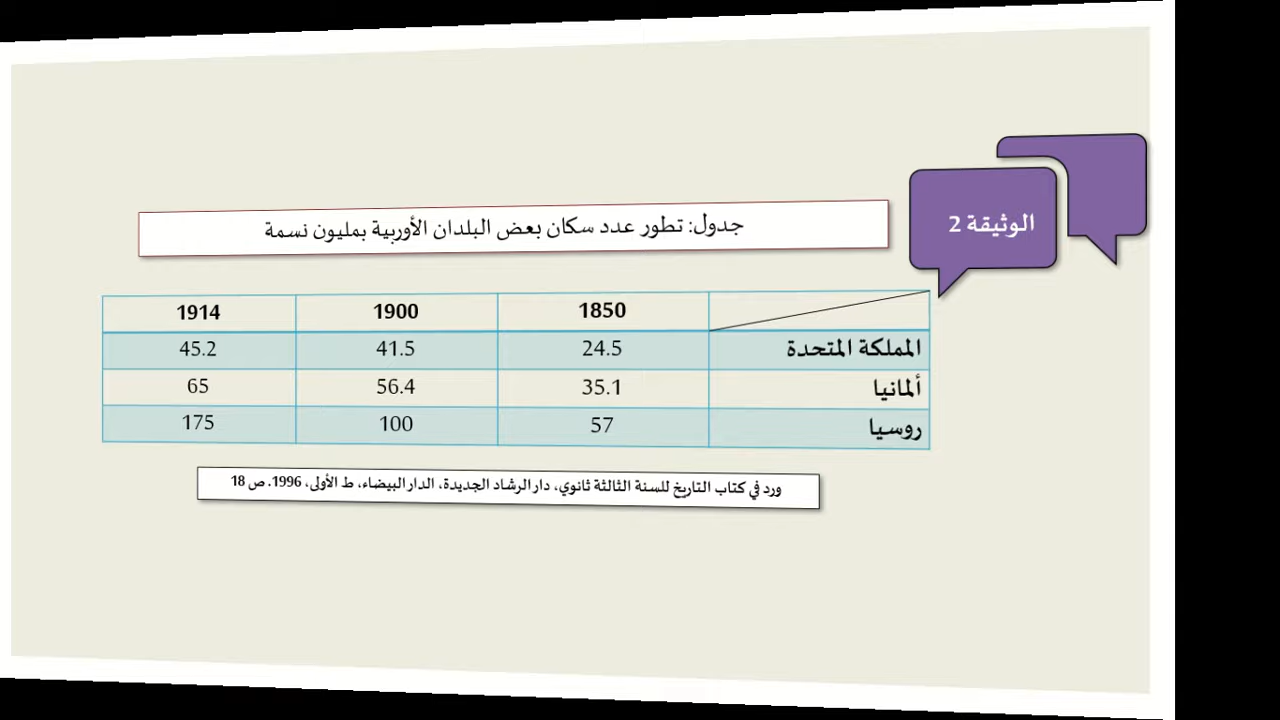 الوثيقة 2
جدول: تطور عدد سكان بعض البلدان الأوربية بمليون نسمة
1850 1900 1914
المملكة المتحدة 24.5 41.5 45.2
ألمانيا 35.1 56.4 65
روسيا 57 100 175
ورد في كتاب التاريخ للسنة الثالثة ثانوي، دار الرشاد الجديدة، الدار البيضاء، ط الأولى، 1996. ص 18